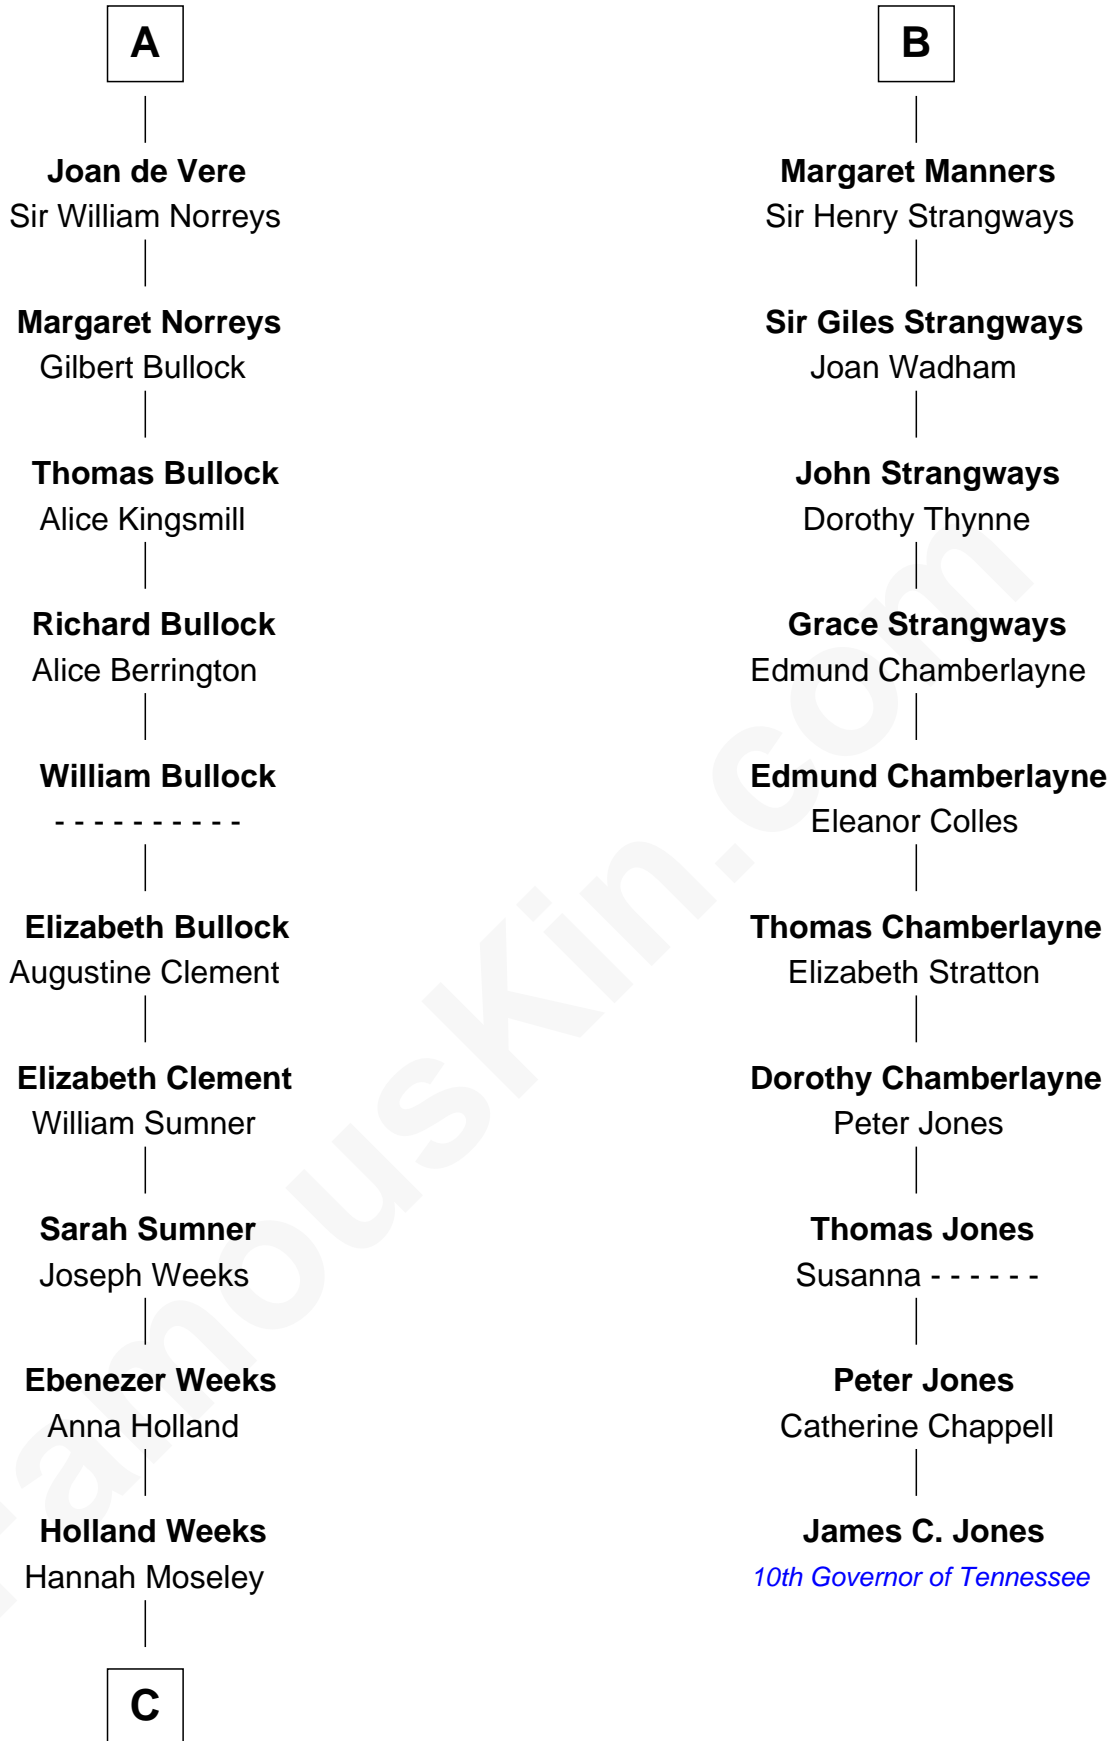 A
Joan de Vere
Sir William Norreys
Margaret Norreys
Gilbert Bullock
Thomas Bullock
Alice Kingsmill
Richard Bullock
Alice Berrington
William Bullock
- - - - - - - - - -
Elizabeth Bullock
Augustine Clement
Elizabeth Clement
William Sumner
Sarah Sumner
Joseph Weeks
Ebenezer Weeks
Anna Holland
Holland Weeks
Hannah Moseley
C
B
Margaret Manners
Sir Henry Strangways
Sir Giles Strangways
Joan Wadham
John Strangways
Dorothy Thynne
Grace Strangways
Edmund Chamberlayne
Edmund Chamberlayne
Eleanor Colles
Thomas Chamberlayne
Elizabeth Stratton
Dorothy Chamberlayne
Peter Jones
Thomas Jones
Susanna - - - - - -
Peter Jones
Catherine Chappell
James C. Jones
10th Governor of Tennessee
FamousKin.com